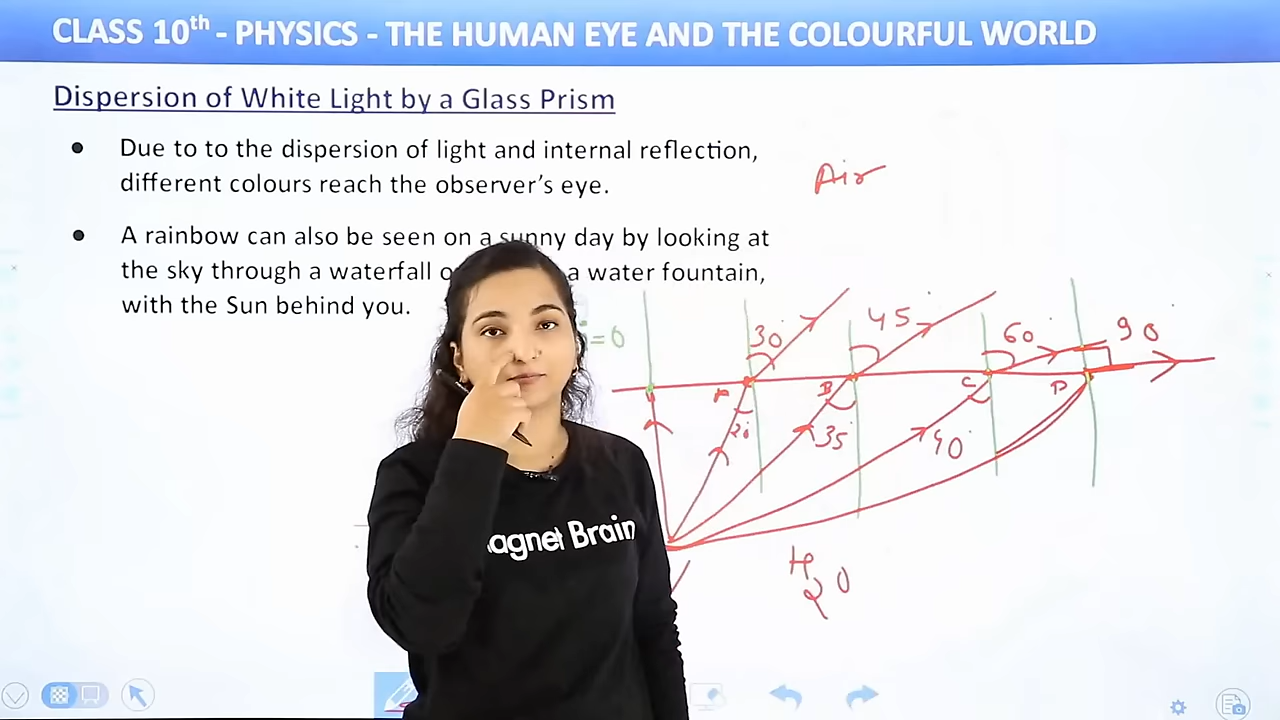 CLASS 10th - PHYSICS - THE HUMAN EYE AND THE COLOURFUL WORLD
Dispersion of White Light by a Glass Prism
Due to to the dispersion of light and internal reflection,
different colours reach the observer's eye.
Air
A rainbow can also be seen on a sunny day by looking at
the sky through a waterfall a water fountain,
with the Sun behind you.
=0
30°
45°
60°
90°
A
B
C
D
20°
35°
40°
agnet Brain
H2O